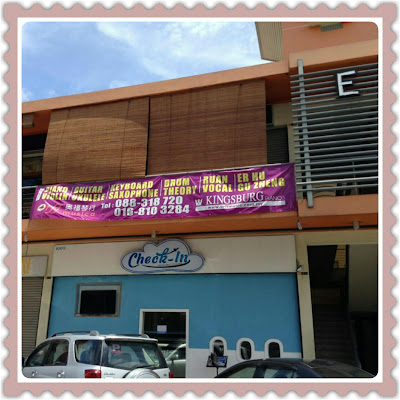 E
PIANO GUITAR KEYBOARD DRUM RUAN ER HU
VIOLIN UKULELE SAXOPHONE THEORY VOCAL GU ZHENG
Tel : 088-318 720
016-810 3284
KINGSBURG
Check-In